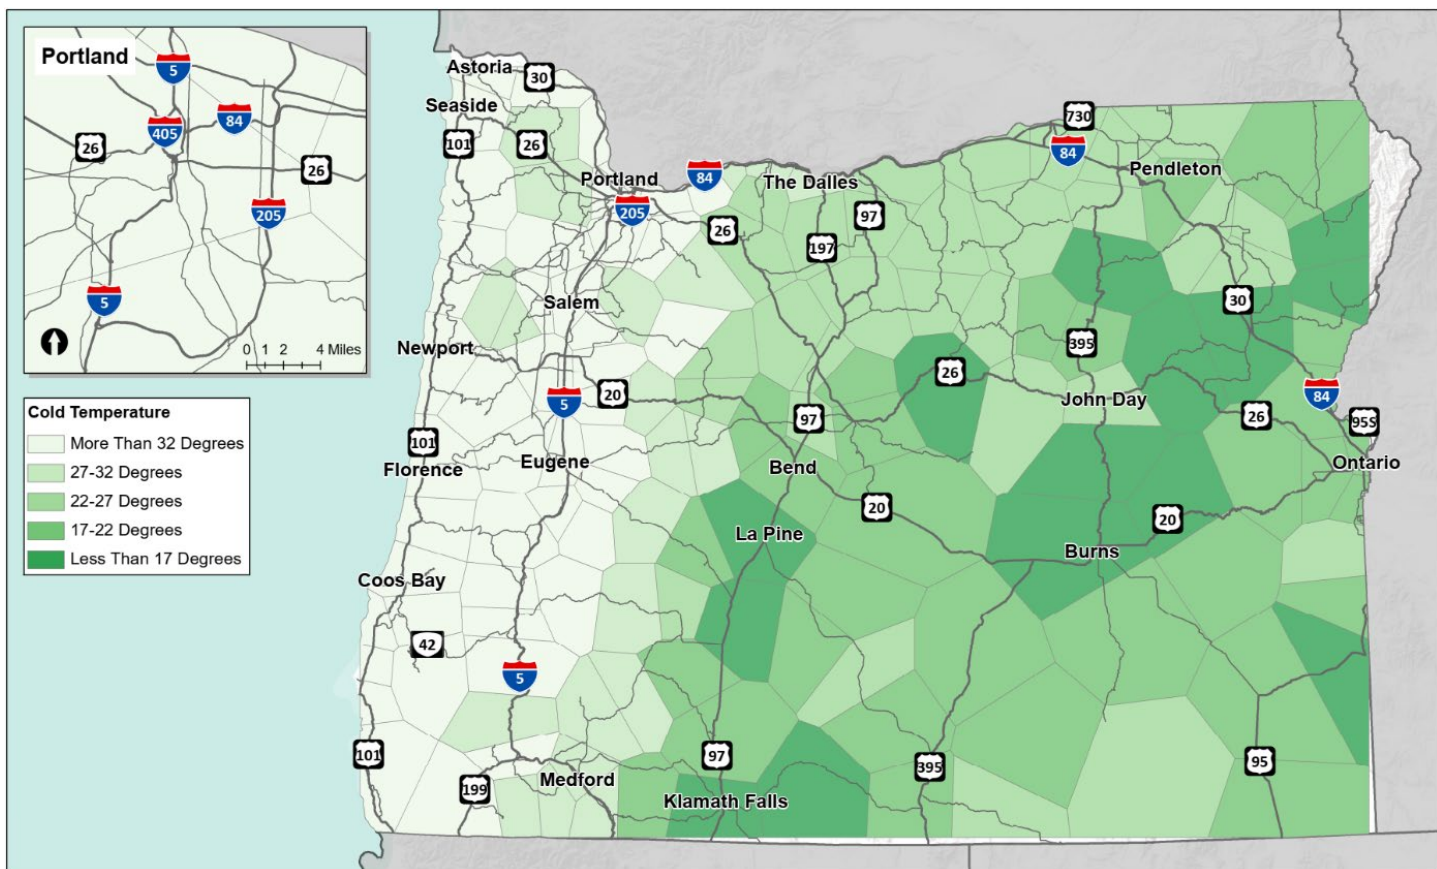 Portland
5
405
84
26
26
205
5
0 1 2 4 Miles
Cold Temperature
More Than 32 Degrees
27-32 Degrees
22-27 Degrees
17-22 Degrees
Less Than 17 Degrees
Astoria
30
Seaside
101
26
730
84
84
Pendleton
Portland
The Dalles
205
97
26
197
Salem
30
Newport
395
26
20
5
John Day
84
26
95S
97
101
Florence
Eugene
Bend
Ontario
20
20
La Pine
Burns
Coos Bay
42
5
101
97
395
95
Medford
199
Klamath Falls